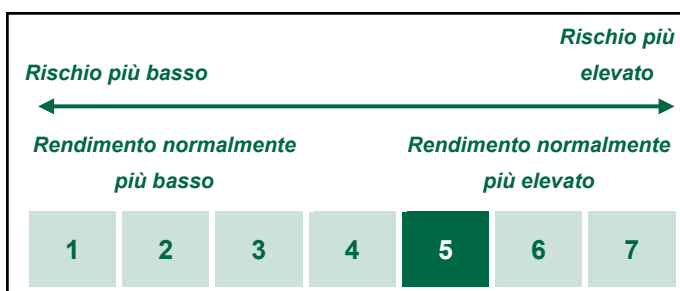 Rischio più basso
Rischio più
elevato
Rendimento normalmente
più basso
Rendimento normalmente
più elevato
1 2 3 4 5 6 7